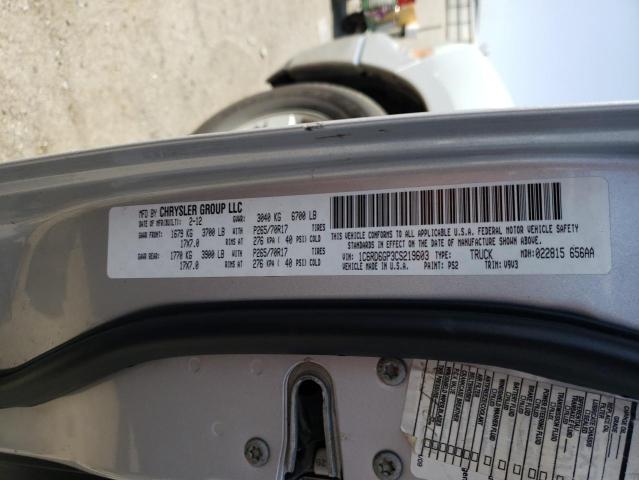 MFD BY CHRYSLER GROUP LLC
DATE OF MFR(BUILT): 2-12 GVWR: 3040 KG 6700 LB
GAWR FRONT: 1679 KG 3700 LB P265/70R17 TIRES
17X7.0 RIMS AT 276 KPA( 40 PSI) COLD
GAWR REAR: 1770 KG 3900 LB P265/70R17 TIRES
17X7.0 RIMS AT 276 KPA( 40 PSI) COLD
THIS VEHICLE CONFORMS TO ALL APPLICABLE U.S.A. FEDERAL MOTOR VEHICLE SAFETY
STANDARDS IN EFFECT ON THE DATE OF MANUFACTURE SHOWN ABOVE.
VIN: 1C6RD6GP3CS219603 TYPE: TRUCK MDH:022815 656AA
VEHICLE MADE IN U.S.A. PAINT: PS2 TRIM: V9V3